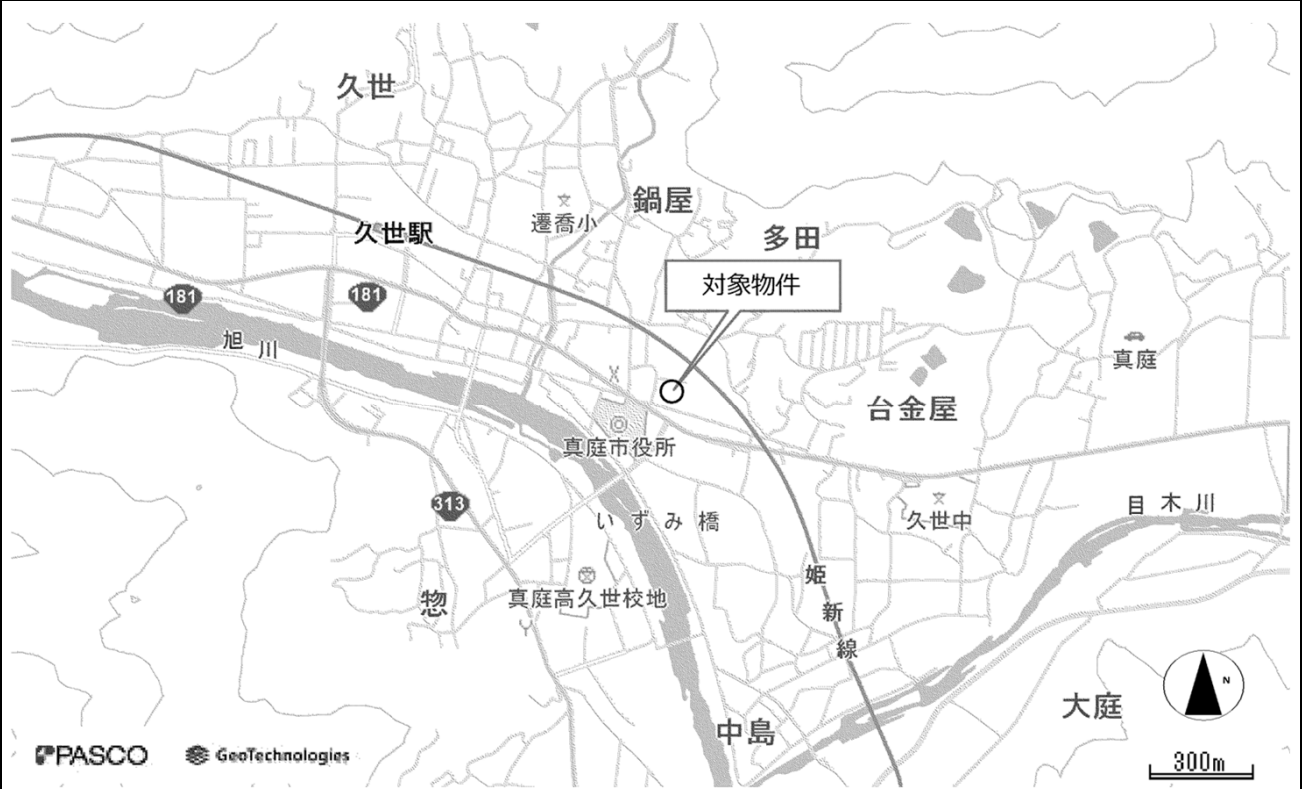 久世
鍋屋
遷喬小
久世駅
多田
対象物件
181
181
旭川
真庭
台金屋
真庭市役所
313
いずみ橋
久世中
目木川
姫新線
真庭高久世校地
惣
大庭
N
中島
PASCO
GeoTechnologies
300m